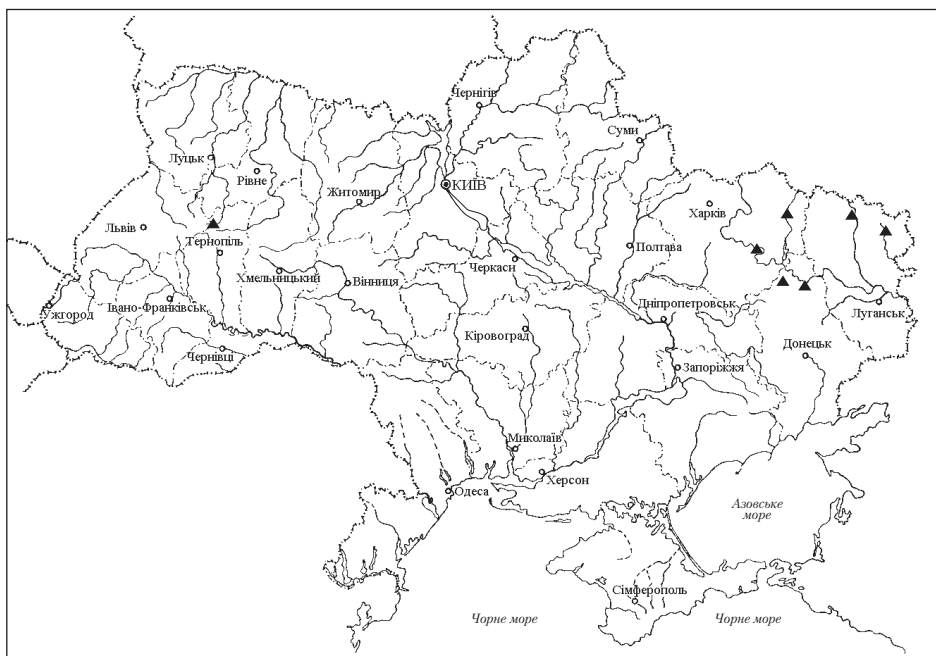 Чернігів
Суми
Луцьк
Рівне
КИЇВ
Житомир
Харків
Львів
Тернопіль
Полтава
Черкаси
Хмельницький
Вінниця
Ужгород
Івано-Франківськ
Дніпропетровськ
Луганськ
Кіровоград
Донецьк
Чернівці
Запоріжжя
Миколаїв
Херсон
Одеса
Азовське
море
Сімферополь
Чорне море
Чорне море